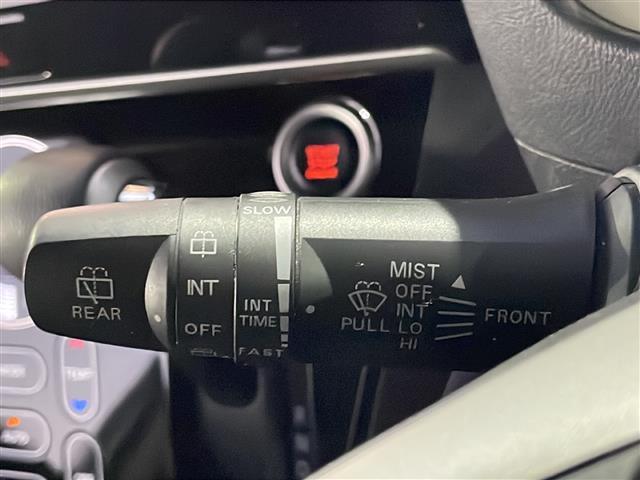 SLOW
INT
OFF
REAR
INT
TIME
FAST
PULL
MIST
OFF
INT
LO
HI
FRONT